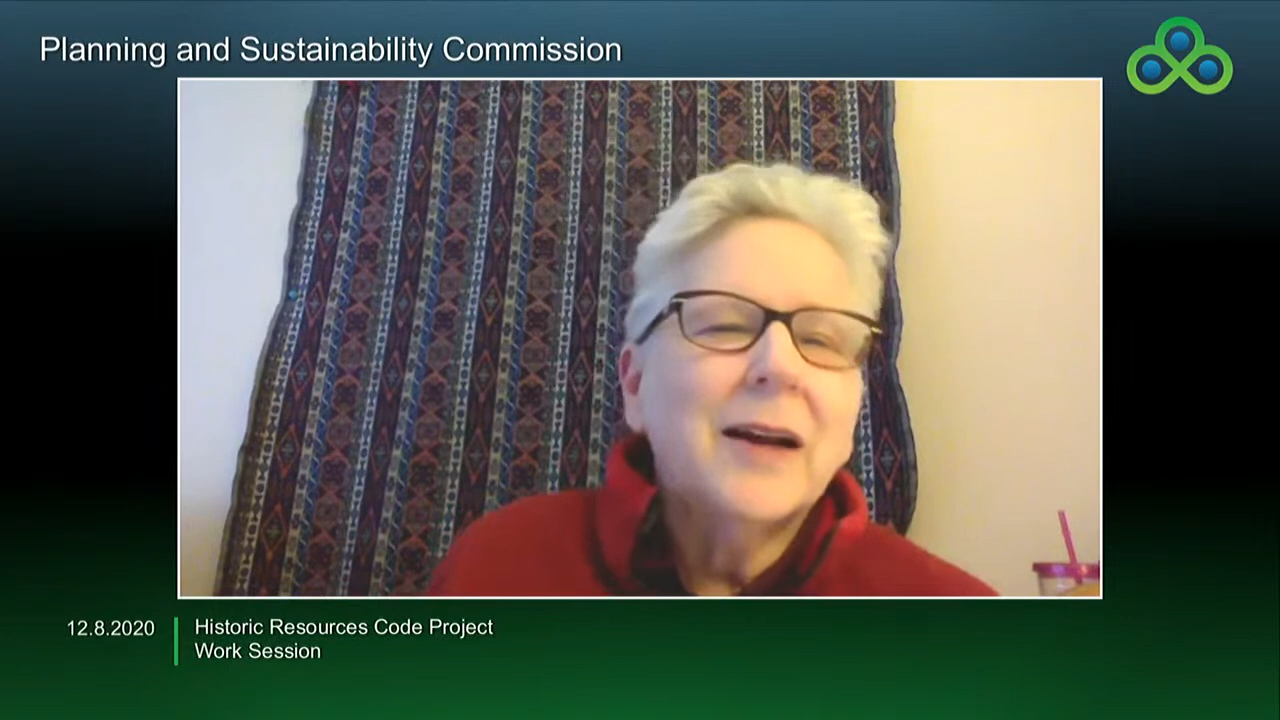 Planning and Sustainability Commission
12.8.2020
Historic Resources Code Project
Work Session